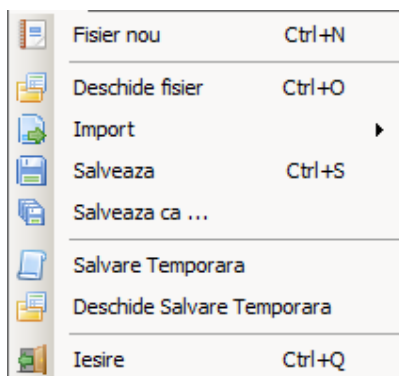 Fisier nou Ctrl+N
Deschide fisier Ctrl+O
Import
Salveaza Ctrl+S
Salveaza ca ...
Salvare Temporara
Deschide Salvare Temporara
Iesire Ctrl+Q